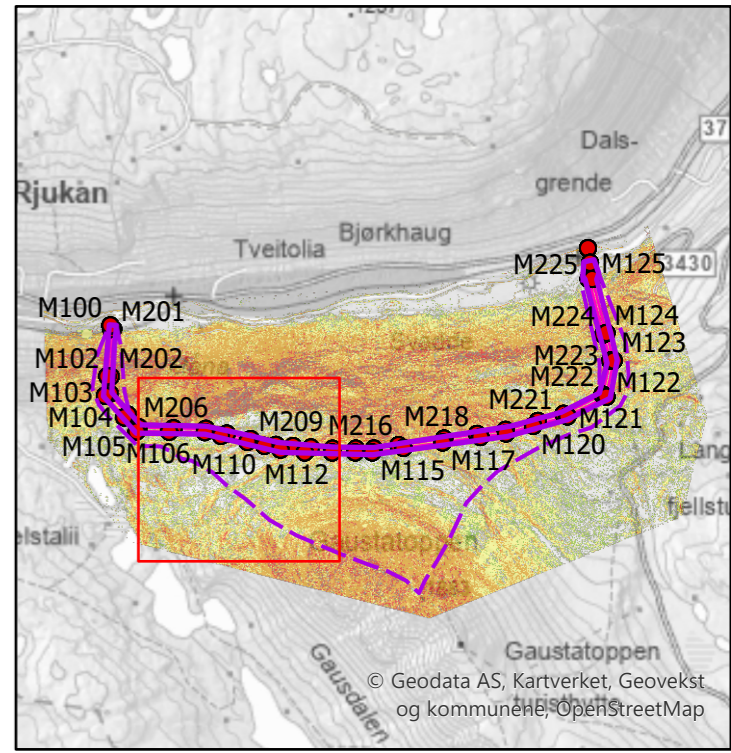 37
Dals-
grende
Rjukan
Bjørkhaug
Tveitolia
3430
M225
M125
M100
M201
M224
M124
M123
M223
M102
M202
M222
M122
M103
M104
M206
M221
M121
M105
M209
M216
M218
M120
M106
M110
M117
M112
M115
Lang
fjellstu
elstalii
Gaustatoppen
Gausdalen
Gaustatoppen
turisthytte
© Geodata AS, Kartverket, Geovekst
og kommunene, OpenStreetMap